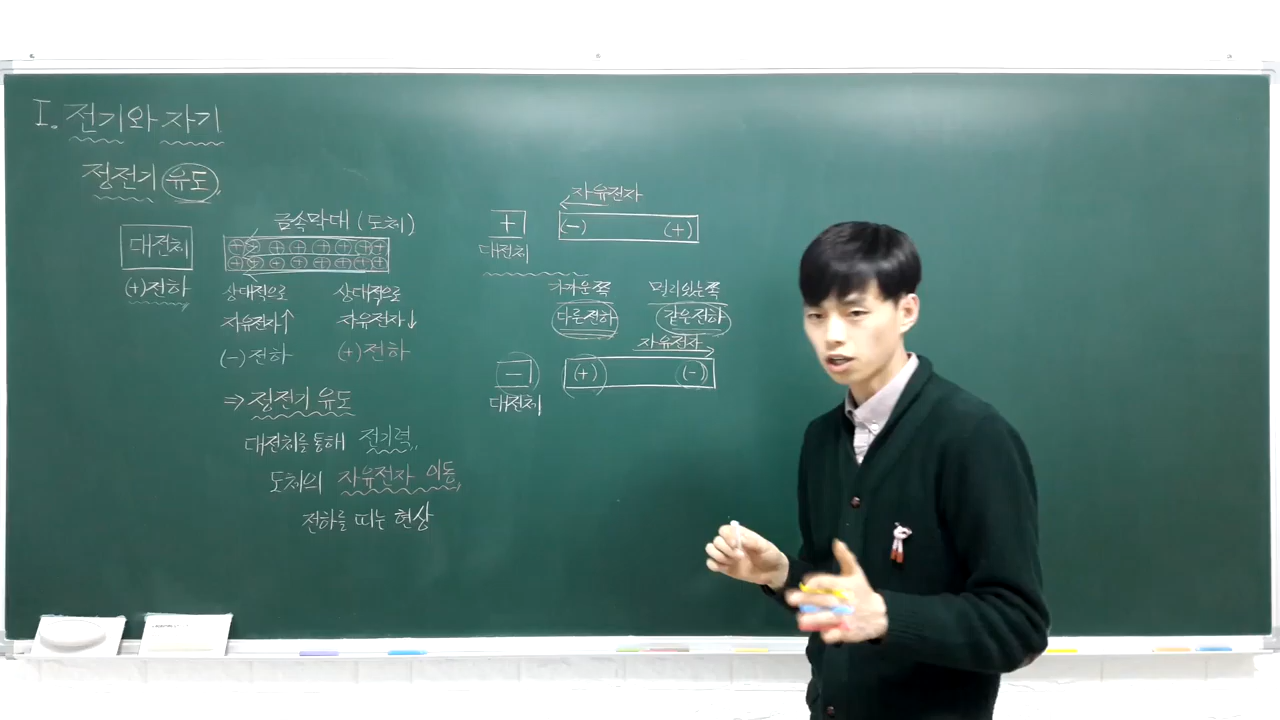 I. 전기와 자기
정전기 유도
금속막대 (도체)
대전체
(+)전하
상대적으로
자유전자↑
(-)전하
상대적으로
자유전자↓
(+)전하
⇒ 정전기 유도
대전체를 통해 전기력
도체의 자유전자 이동
전하를 띠는 현상
자유전자
+
(-) (+)
대전체
가까운 쪽 멀리있는 쪽
다른전하 같은전하
자유전자
-
(+) (-)
대전체